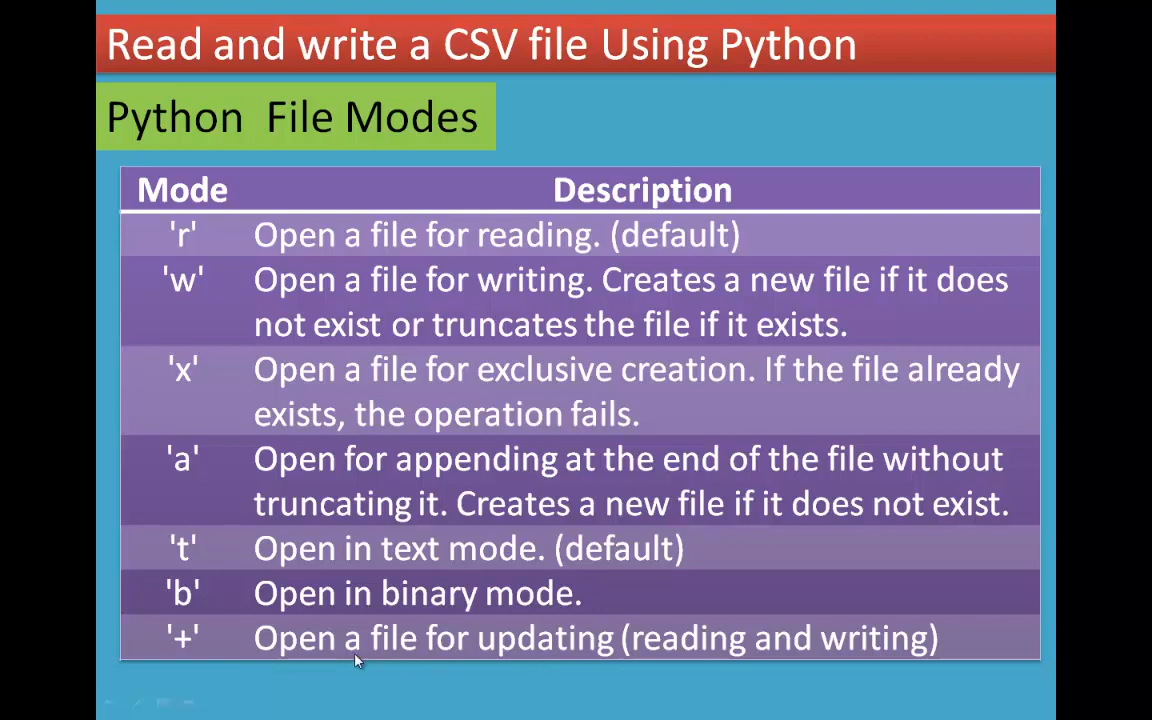 Read and write a CSV file Using Python
Python File Modes
Mode Description
'r' Open a file for reading. (default)
'w' Open a file for writing. Creates a new file if it does
not exist or truncates the file if it exists.
'x' Open a file for exclusive creation. If the file already
exists, the operation fails.
'a' Open for appending at the end of the file without
truncating it. Creates a new file if it does not exist.
't' Open in text mode. (default)
'b' Open in binary mode.
'+' Open a file for updating (reading and writing)